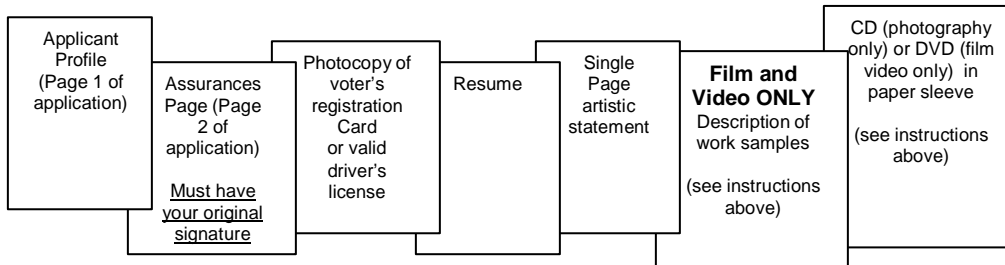 Applicant
Profile
(Page 1 of
application)
Assurances
Page (Page
2 of
application)
Must have
your original
signature
Photocopy of
voter's
registration
Card
or valid
driver's
license
Resume
Single
Page
artistic
statement
Film and
Video ONLY
Description of
work samples
(see instructions
above)
CD (photography
only) or DVD (film
video only) in
paper sleeve
(see instructions
above)